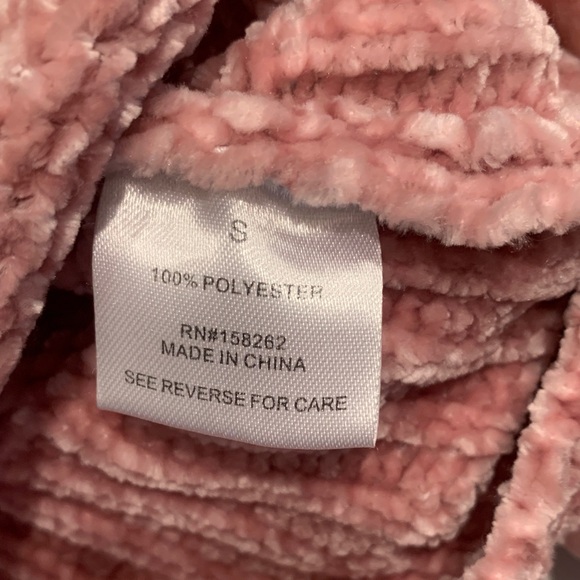 S
100% POLYESTER
RN#158262
MADE IN CHINA
SEE REVERSE FOR CARE